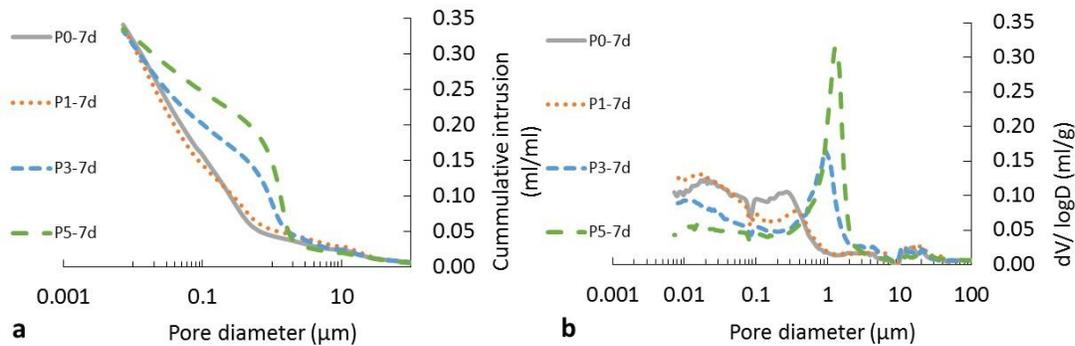 P0-7d
P1-7d
P3-7d
P5-7d
0.35
0.30
0.25
0.20
0.15
0.10
0.05
0.00
Cummulative intrusion
(ml/ml)
0.001
0.1
10
Pore diameter (µm)
a
P0-7d
P1-7d
P3-7d
P5-7d
0.35
0.30
0.25
0.20
0.15
0.10
0.05
0.00
dV/ logD (ml/g)
0.001
0.01
0.1
1
10
100
Pore diameter (µm)
b